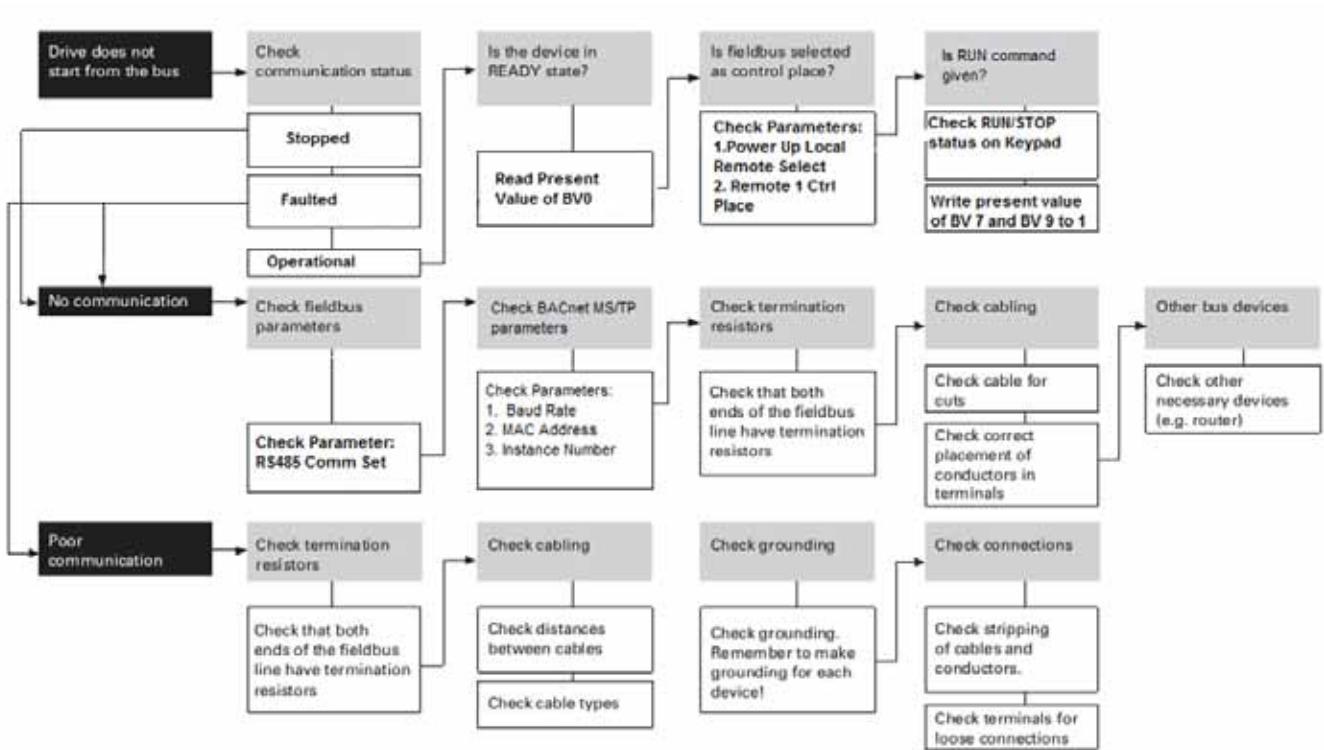 Drive does not
start from the bus
Check
communication status
Stopped
Faulted
Operational
Is the device in
READY state?
Read Present
Value of BV0
Is fieldbus selected
as control place?
Check Parameters:
1.Power Up Local
Remote Select
2. Remote 1 Ctrl
Place
Is RUN command
given?
Check RUN/STOP
status on Keypad
Write present value
of BV 7 and BV 9 to 1
No communication
Check fieldbus
parameters
Check Parameter:
RS485 Comm Set
Check BACnet MS/TP
parameters
Check Parameters:
1. Baud Rate
2. MAC Address
3. Instance Number
Check termination
resistors
Check that both
ends of the fieldbus
line have termination
resistors
Check cabling
Check cable for
cuts
Check correct
placement of
conductors in
terminals
Other bus devices
Check other
necessary devices
(e.g. router)
Poor
communication
Check termination
resistors
Check that both
ends of the fieldbus
line have termination
resistors
Check cabling
Check distances
between cables
Check cable types
Check grounding
Check grounding.
Remember to make
grounding for each
device!
Check connections
Check stripping
of cables and
conductors.
Check terminals for
loose connections